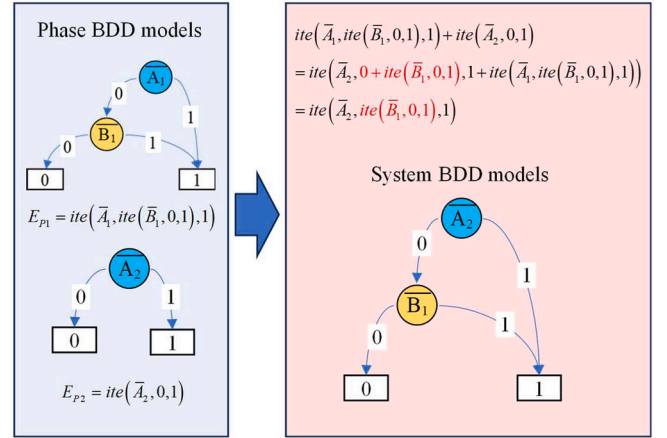 Phase BDD models
A̅₁
0
1
B̅₁
0
1
0
1
E_P1 = ite(A̅₁, ite(B̅₁,0,1),1)
A̅₂
0
1
0
1
E_P2 = ite(A̅₂,0,1)
ite(A̅₁, ite(B̅₁,0,1),1)+ite(A̅₂,0,1)
=ite(A̅₂,0+ite(B̅₁,0,1),1+ite(A̅₁,ite(B̅₁,0,1),1))
=ite(A̅₂,ite(B̅₁,0,1),1)
System BDD models
A̅₂
0
1
B̅₁
0
1
0
1